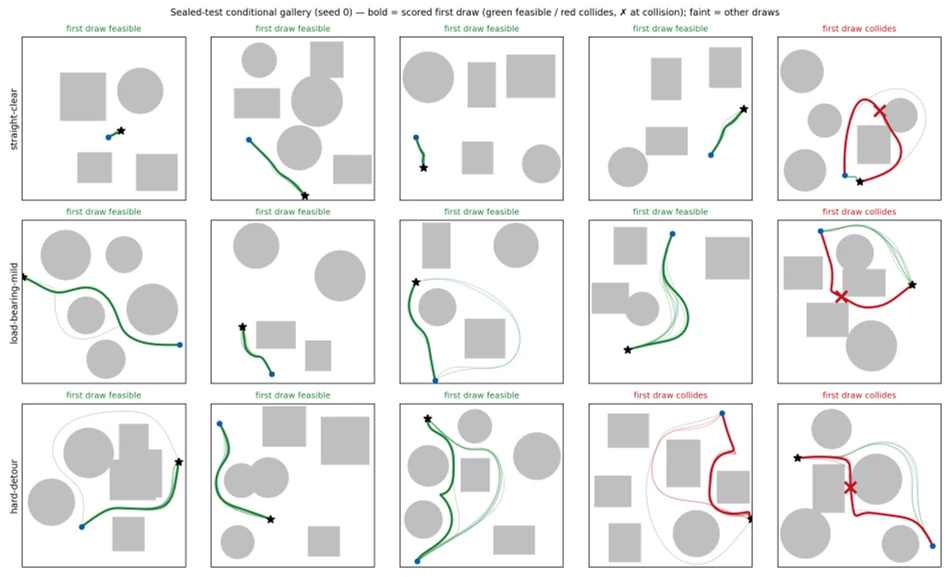 Sealed-test conditional gallery (seed 0) — bold = scored first draw (green feasible / red collides, ✗ at collision); faint = other draws
first draw feasible first draw feasible first draw feasible first draw feasible first draw collides
straight-clear
first draw feasible first draw feasible first draw feasible first draw feasible first draw collides
load-bearing-mild
first draw feasible first draw feasible first draw feasible first draw collides first draw collides
hard-detour